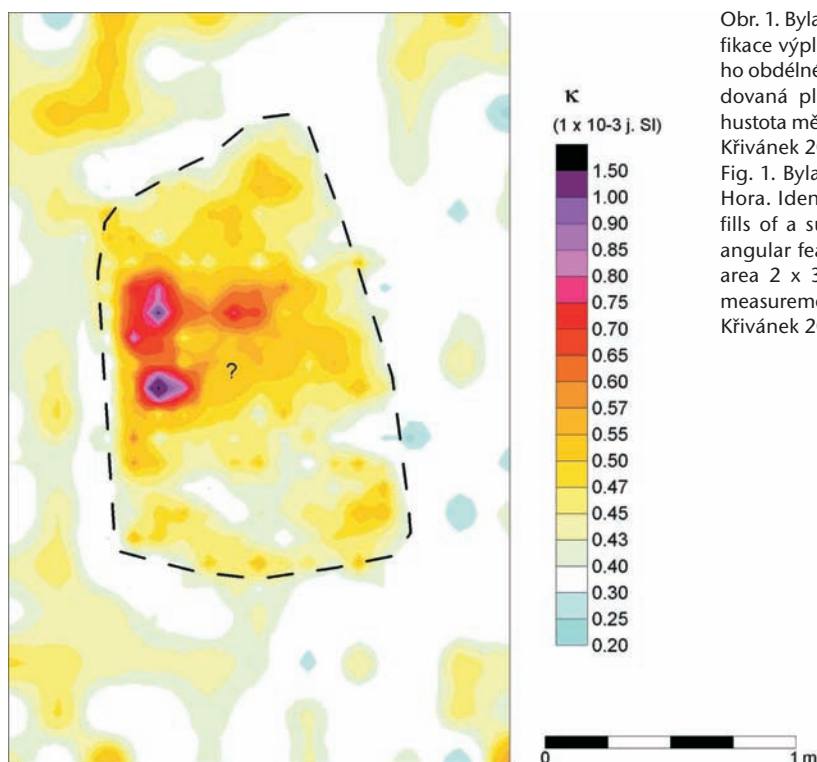 Obr. 1. Byla
fikace výpl
ho obdélné
dovaná pl
hustota mě
Křivánek 20
Fig. 1. Byla
Hora. Iden
fills of a su
angular fea
area 2 x 3
measureme
Křivánek 20
κ
(1 x 10-3 j. SI)
1.50
1.00
0.90
0.85
0.80
0.75
0.70
0.65
0.60
0.57
0.55
0.50
0.47
0.45
0.43
0.40
0.30
0.25
0.20
?
0 1 m